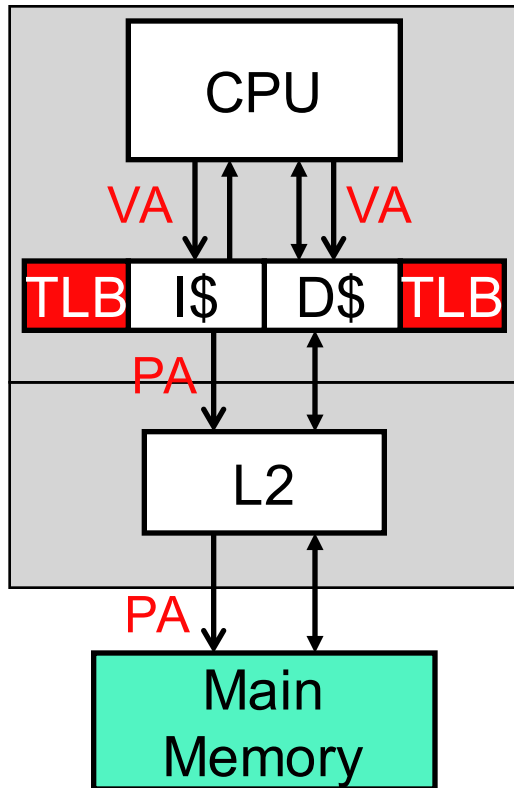 CPU
VA VA
TLB I$ D$ TLB
PA
L2
PA
Main
Memory